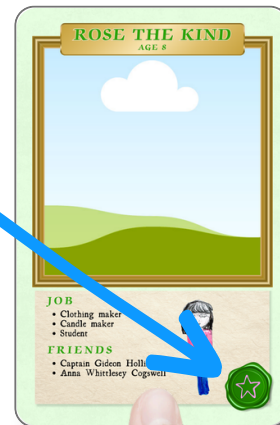 ROSE THE KIND
AGE 8
JOB
• Clothing maker
• Candle maker
• Student
FRIENDS
• Captain Gideon
• Anna Whittlesey Cogswell